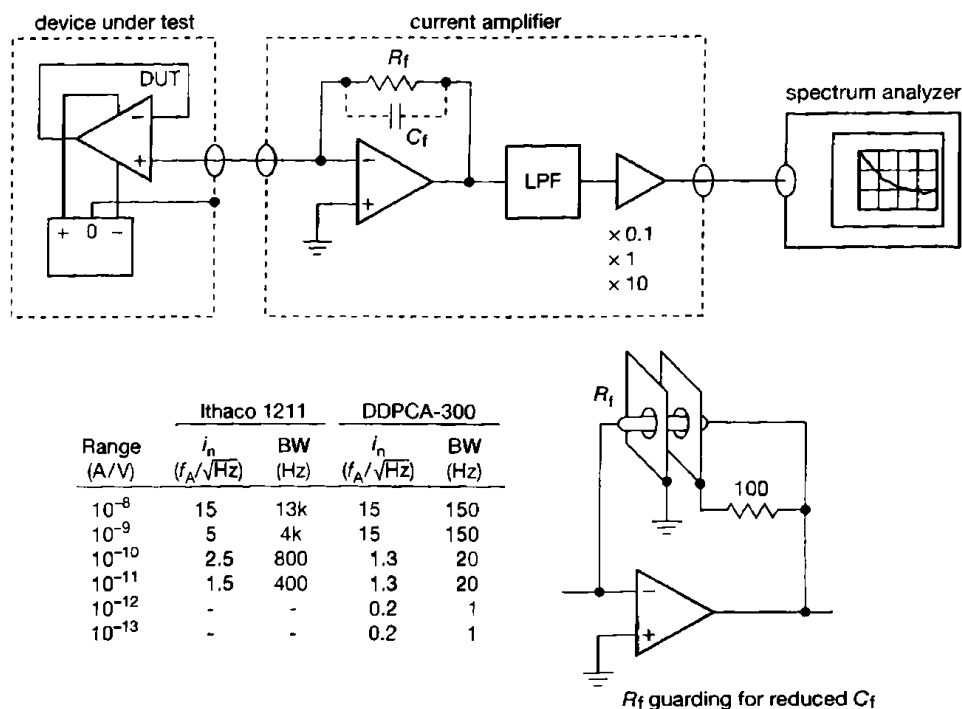 device under test
current amplifier
DUT
−
+
+ 0 −
Rf
Cf
−
+
LPF
× 0.1
× 1
× 10
spectrum analyzer
Ithaco 1211 DDPCA-300
Range in BW in BW
(A/V) (fA/√Hz) (Hz) (fA/√Hz) (Hz)
10⁻⁸ 15 13k 15 150
10⁻⁹ 5 4k 15 150
10⁻¹⁰ 2.5 800 1.3 20
10⁻¹¹ 1.5 400 1.3 20
10⁻¹² - - 0.2 1
10⁻¹³ - - 0.2 1
Rf
100
−
+
Rf guarding for reduced Cf